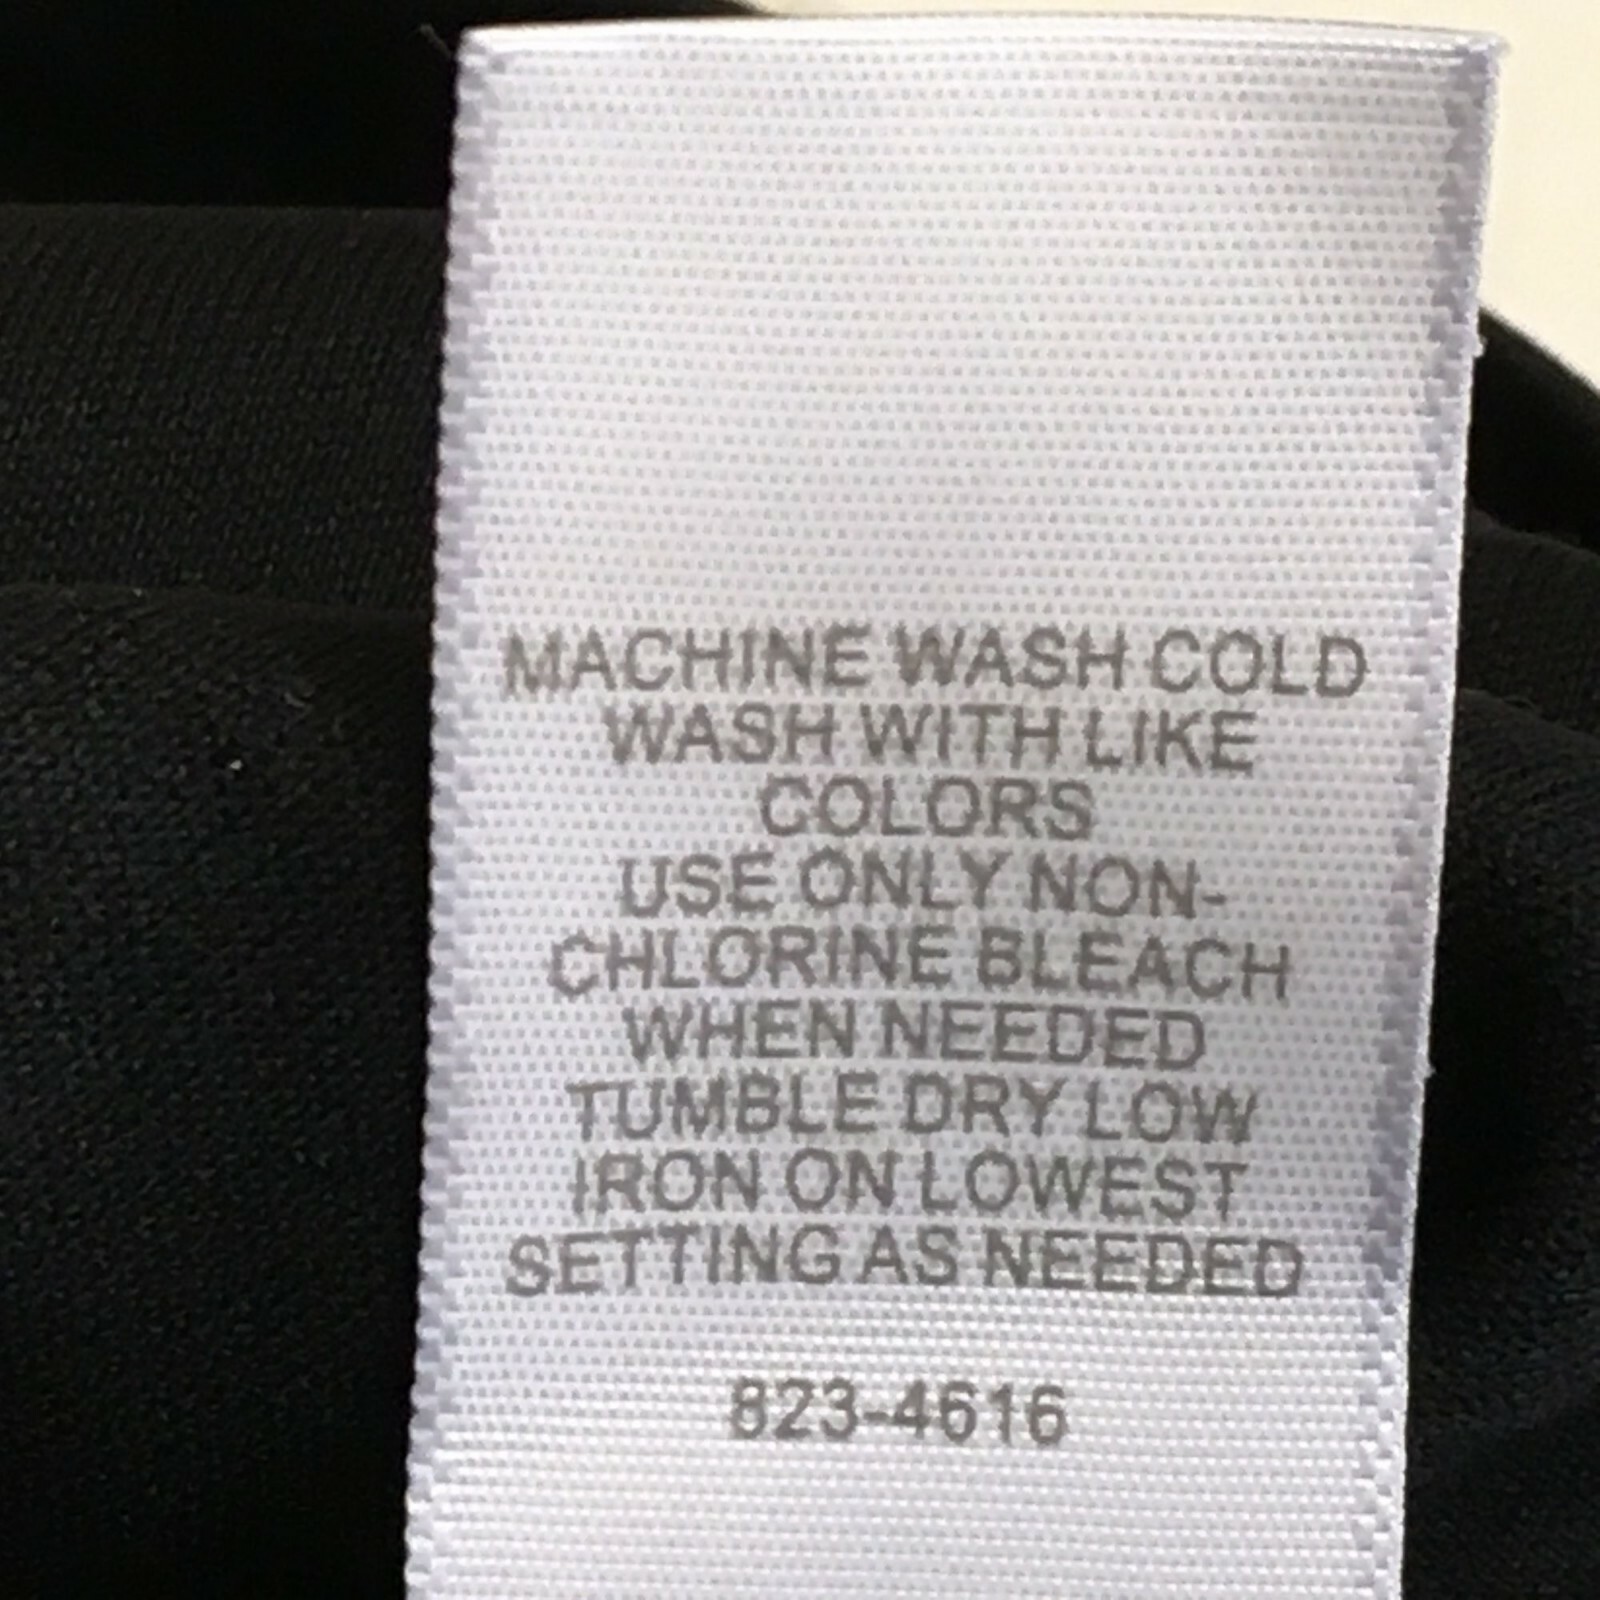 MACHINE WASH COLD
WASH WITH LIKE
COLORS
USE ONLY NON-
CHLORINE BLEACH
WHEN NEEDED
TUMBLE DRY LOW
IRON ON LOWEST
SETTING AS NEEDED
823-4616